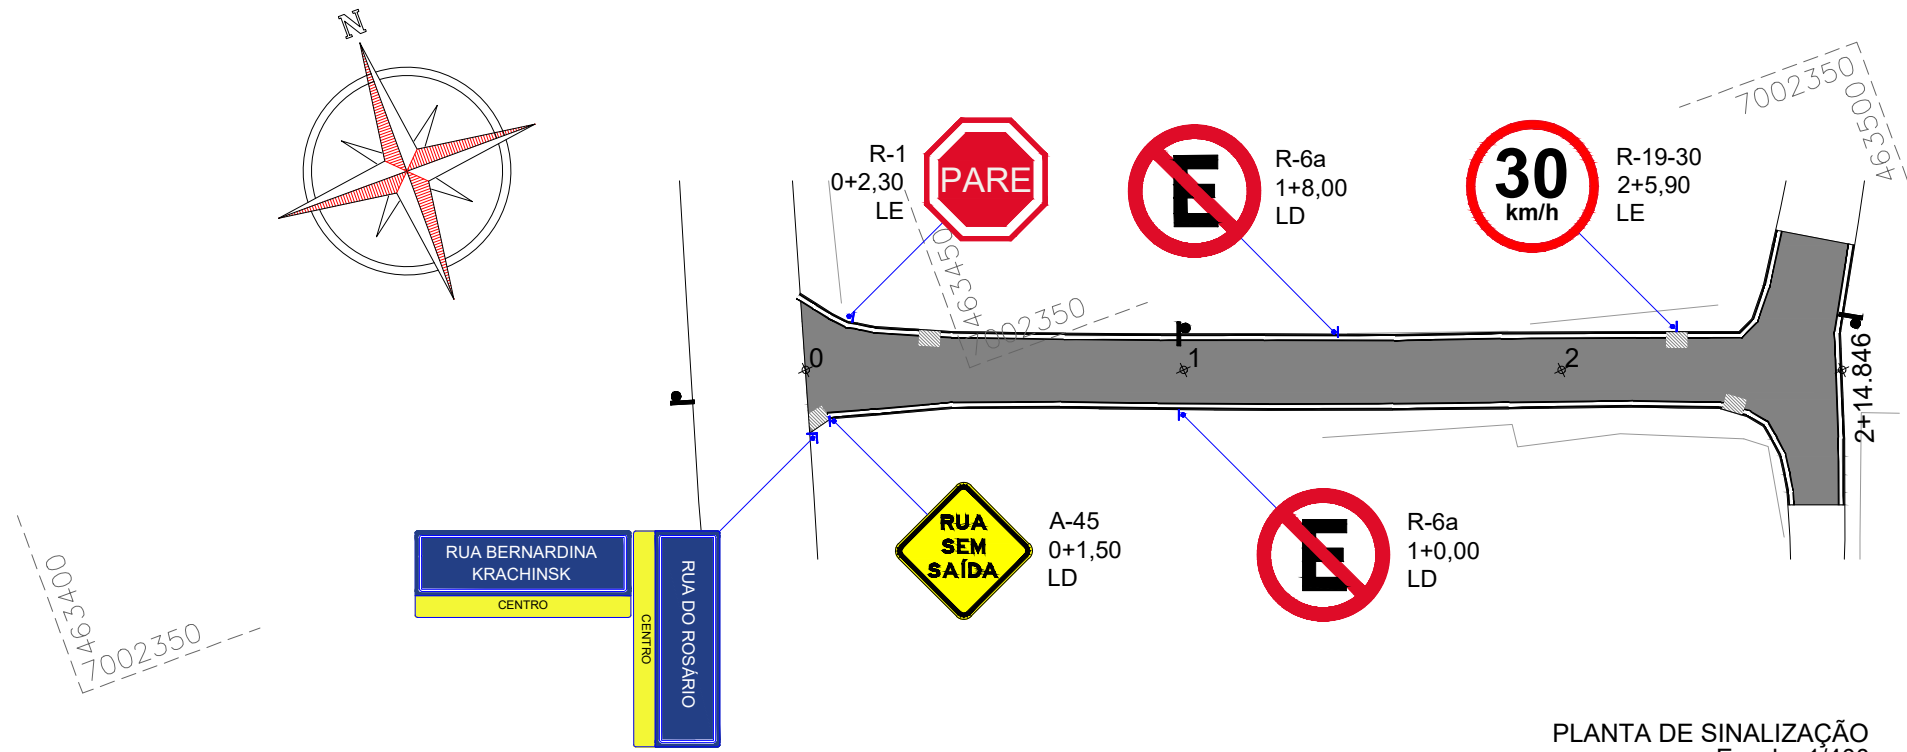 N
7002350
463500
R-1
0+2,30
LE
PARE
E
R-6a
1+8,00
LD
30
km/h
R-19-30
2+5,90
LE
463450
7002350
0
1
2
2+14.846
463400
7002350
RUA BERNARDINA
KRACHINSK
CENTRO
RUA DO ROSÁRIO
CENTRO
RUA
SEM
SAÍDA
A-45
0+1,50
LD
E
R-6a
1+0,00
LD
PLANTA DE SINALIZAÇÃO